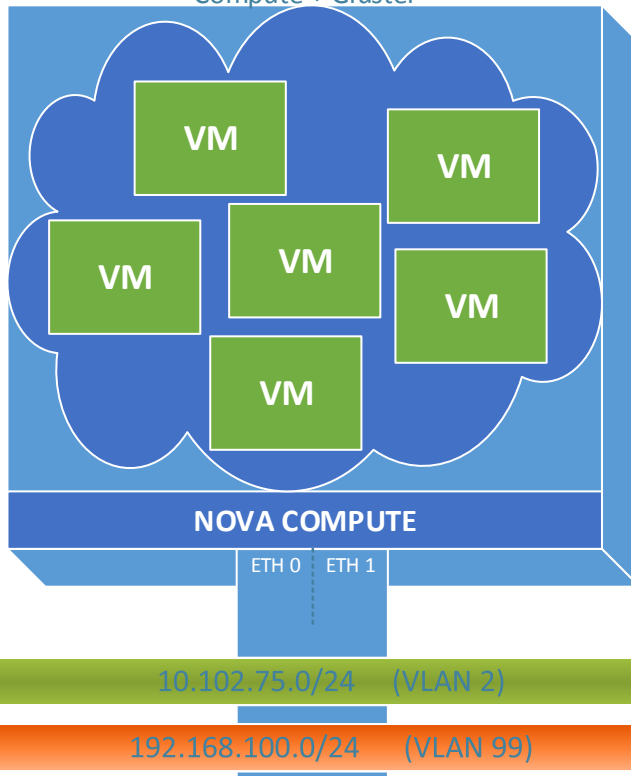 VM
VM
VM
VM
VM
VM
NOVA COMPUTE
ETH 0 ETH 1
10.102.75.0/24 (VLAN 2)
192.168.100.0/24 (VLAN 99)